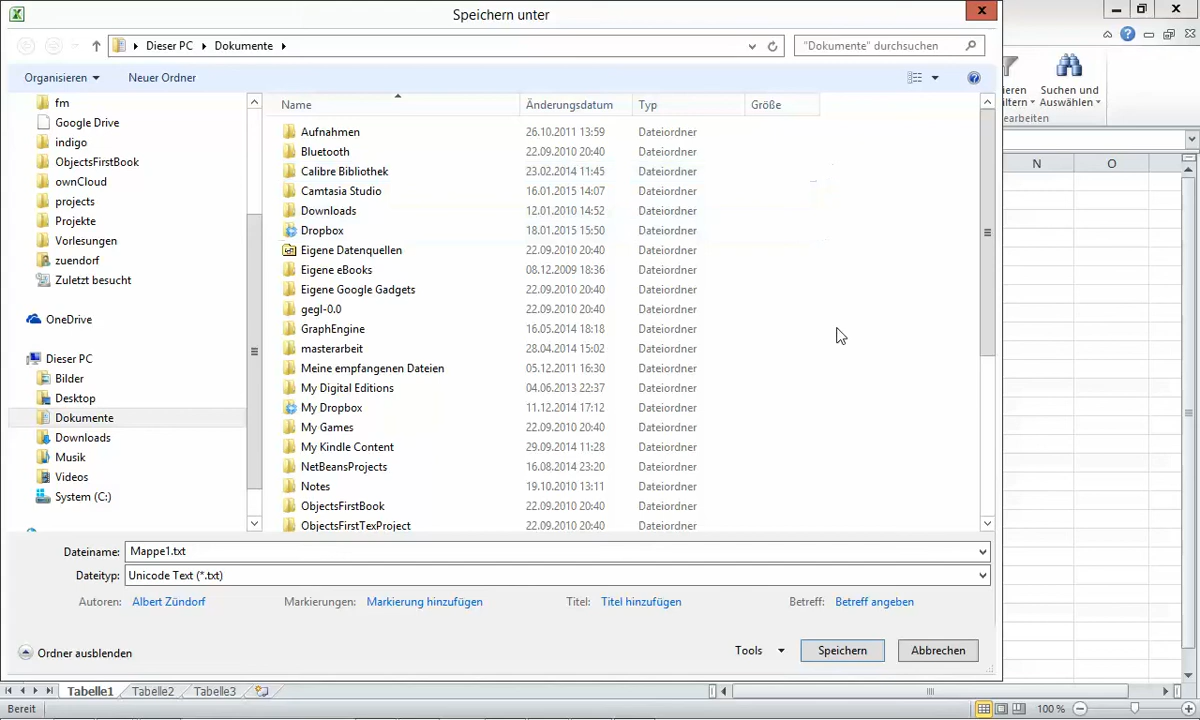 Speichern unter
Dieser PC Dokumente
"Dokumente" durchsuchen
Organisieren Neuer Ordner
Name Änderungsdatum Typ Größe
fm
Google Drive
indigo
ObjectsFirstBook
ownCloud
projects
Projekte
Vorlesungen
zuendorf
Zuletzt besucht
OneDrive
Dieser PC
Bilder
Desktop
Dokumente
Downloads
Musik
Videos
System (C:)
Aufnahmen 26.10.2011 13:59 Dateiordner
Bluetooth 22.09.2010 20:40 Dateiordner
Calibre Bibliothek 23.02.2014 11:45 Dateiordner
Camtasia Studio 16.01.2015 14:07 Dateiordner
Downloads 12.01.2010 14:52 Dateiordner
Dropbox 18.01.2015 15:50 Dateiordner
Eigene Datenquellen 22.09.2010 20:40 Dateiordner
Eigene eBooks 08.12.2009 18:36 Dateiordner
Eigene Google Gadgets 22.09.2010 20:40 Dateiordner
gegl-0.0 22.09.2010 20:40 Dateiordner
GraphEngine 16.05.2014 18:18 Dateiordner
masterarbeit 28.04.2014 15:02 Dateiordner
Meine empfangenen Dateien 05.12.2011 16:30 Dateiordner
My Digital Editions 04.06.2013 22:37 Dateiordner
My Dropbox 11.12.2014 17:12 Dateiordner
My Games 22.09.2010 20:40 Dateiordner
My Kindle Content 29.09.2014 11:28 Dateiordner
NetBeansProjects 16.08.2014 23:20 Dateiordner
Notes 19.10.2010 13:11 Dateiordner
ObjectsFirstBook 22.09.2010 20:40 Dateiordner
ObjectsFirstTexProject 22.09.2010 20:40 Dateiordner
Dateiname: Mappe1.txt
Dateityp: Unicode Text (*.txt)
Autoren: Albert Zündorf Markierungen: Markierung hinzufügen Titel: Titel hinzufügen Betreff: Betreff angeben
Ordner ausblenden Tools Speichern Abbrechen
ieren Suchen und
ltern Auswählen
earbeiten
N O
Tabelle1 Tabelle2 Tabelle3
Bereit 100 %